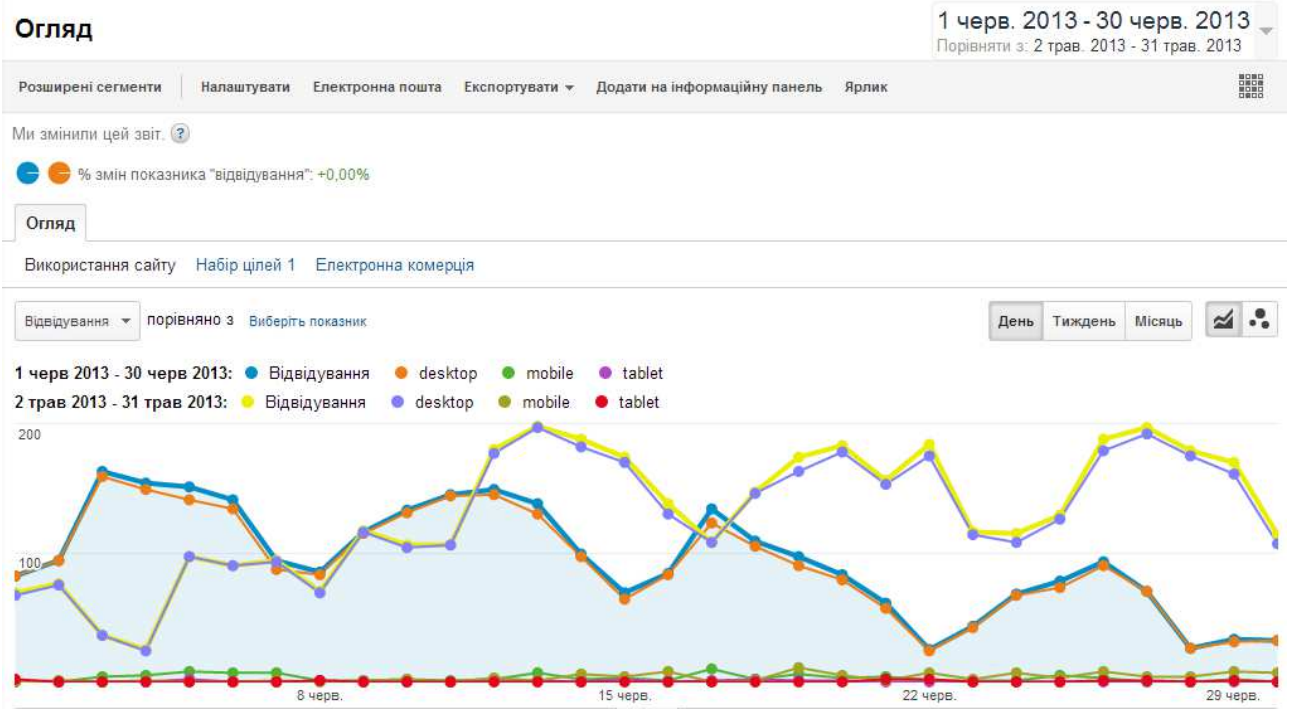 Огляд
1 черв. 2013 - 30 черв. 2013
Порівняти з: 2 трав. 2013 - 31 трав. 2013
Розширені сегменти Налаштувати Електронна пошта Експортувати Додати на інформаційну панель Ярлик
Ми змінили цей звіт. ?
% змін показника "відвідування": +0,00%
Огляд
Використання сайту Набір цілей 1 Електронна комерція
Відвідування порівняно з Виберіть показник День Тиждень Місяць
1 черв 2013 - 30 черв 2013: Відвідування desktop mobile tablet
2 трав 2013 - 31 трав 2013: Відвідування desktop mobile tablet
200
100
8 черв. 15 черв. 22 черв. 29 черв.